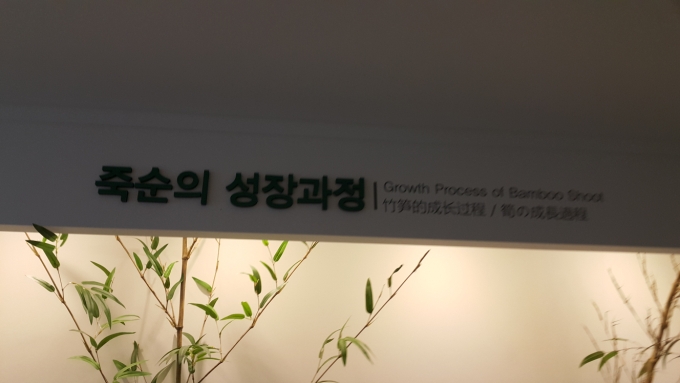 죽순의 성장과정
Growth Process of Bamboo Shoot
竹笋的成长过程 / 筍の成長過程